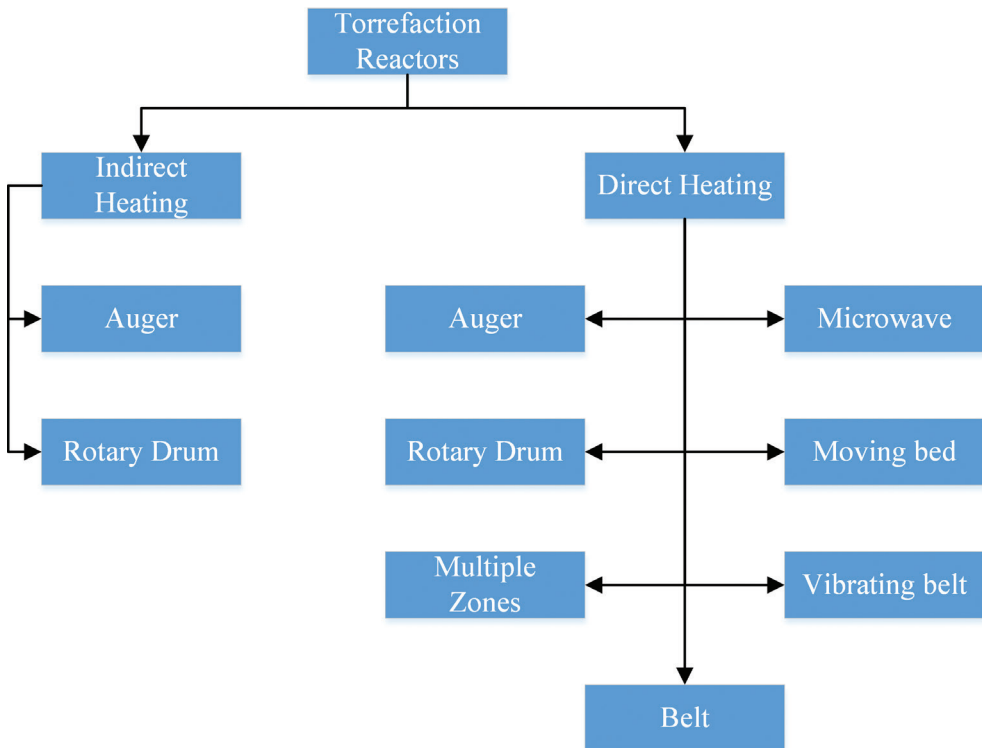 Torrefaction
Reactors
Indirect
Heating
Direct Heating
Auger
Auger
Microwave
Rotary Drum
Rotary Drum
Moving bed
Multiple
Zones
Vibrating belt
Belt